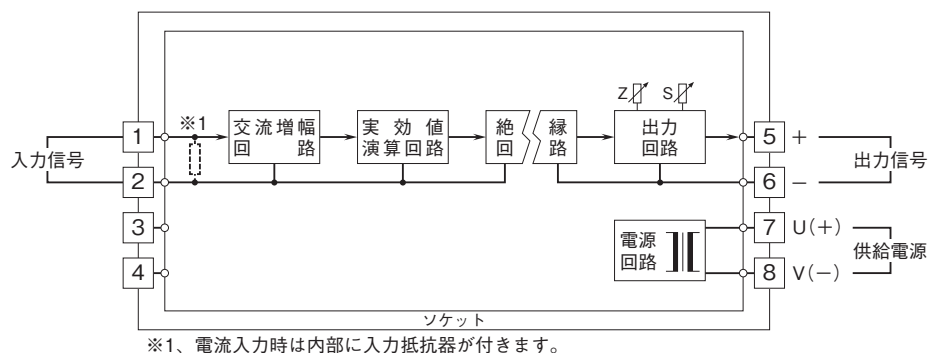 入力信号
1
2
3
4
※1
交流増幅
回路
実効値
演算回路
絶縁
回路
Z
S
出力
回路
電源
回路
5
+
6
−
出力信号
7
U(+)
8
V(−)
供給電源
ソケット
※1、電流入力時は内部に入力抵抗器が付きます。